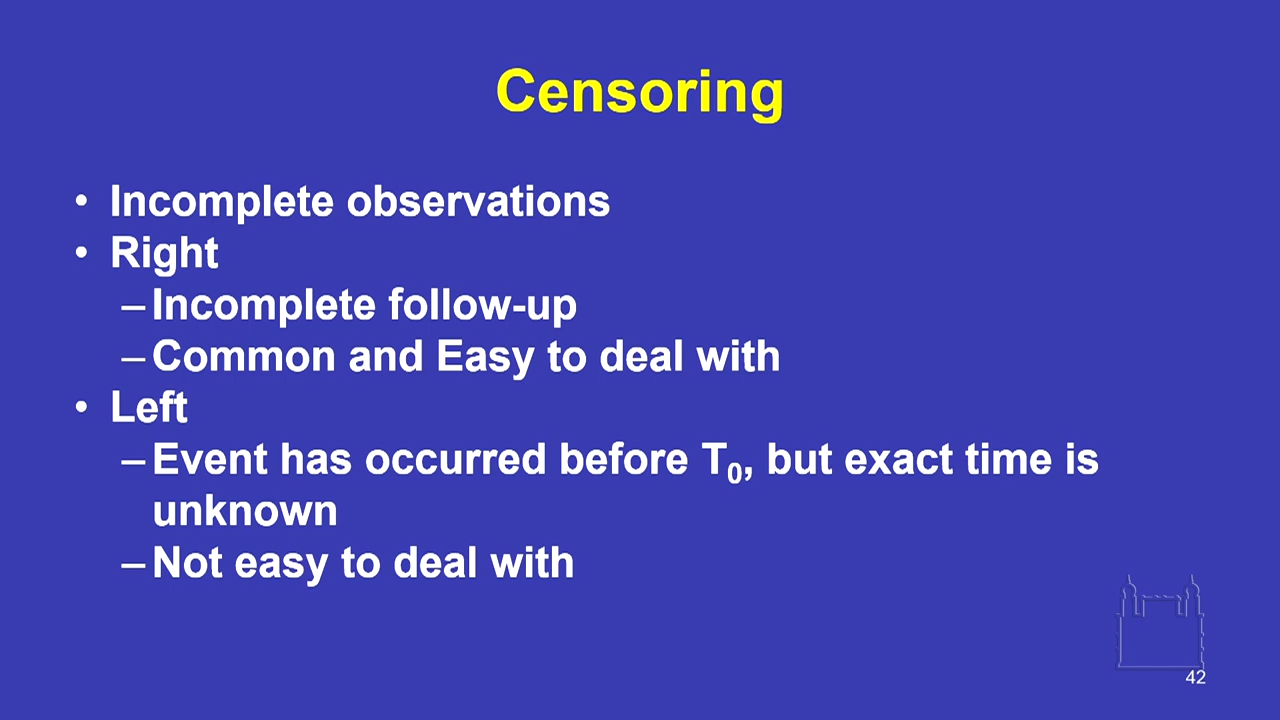 Censoring
• Incomplete observations
• Right
– Incomplete follow-up
– Common and Easy to deal with
• Left
– Event has occurred before T₀, but exact time is
unknown
– Not easy to deal with
42